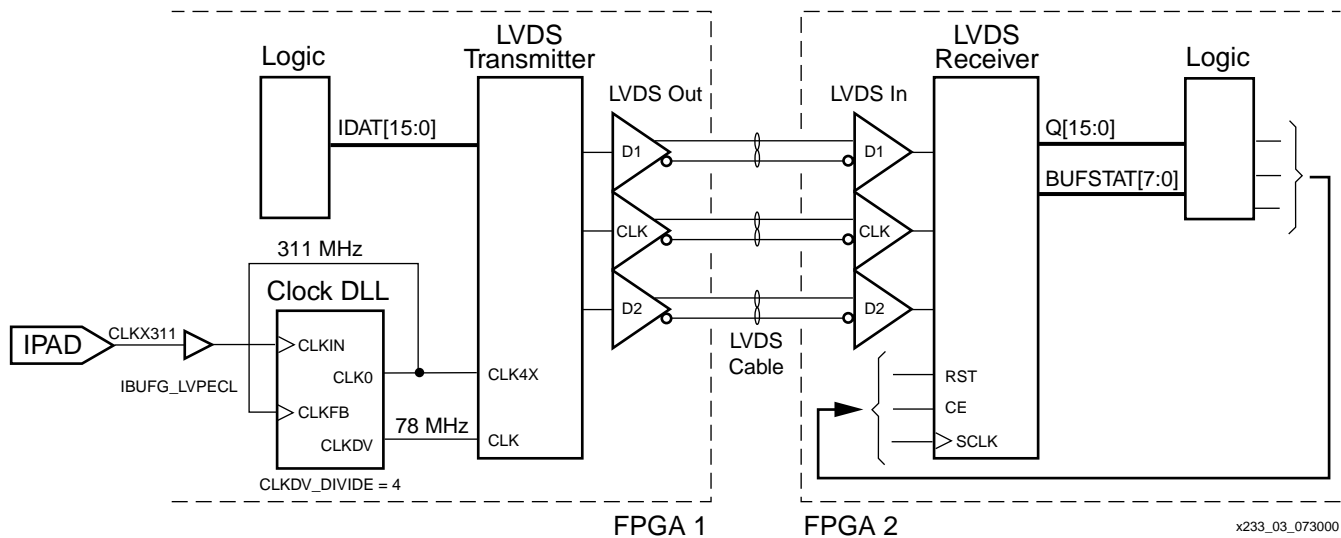 LVDS
Transmitter
LVDS
Receiver
Logic
Logic
LVDS Out
LVDS In
IDAT[15:0]
Q[15:0]
D1
D1
BUFSTAT[7:0]
CLK
CLK
311 MHz
Clock DLL
D2
D2
IPAD
CLKX311
IBUFG_LVPECL
CLKIN
CLK0
CLKFB
CLKDV
CLKDV_DIVIDE = 4
78 MHz
CLK4X
CLK
LVDS
Cable
RST
CE
SCLK
FPGA 1
FPGA 2
x233_03_073000